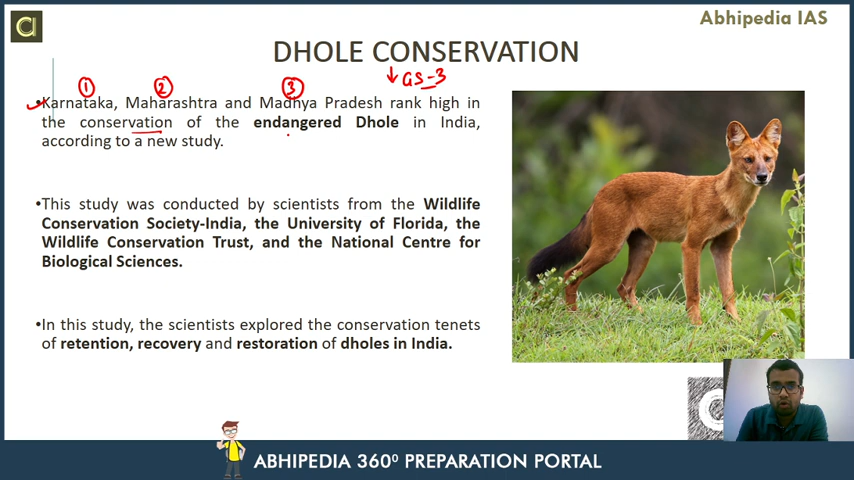 Abhipedia IAS
DHOLE CONSERVATION
GS-3
1 2 3
•Karnataka, Maharashtra and Madhya Pradesh rank high in
the conservation of the endangered Dhole in India,
according to a new study.
•This study was conducted by scientists from the Wildlife
Conservation Society-India, the University of Florida, the
Wildlife Conservation Trust, and the National Centre for
Biological Sciences.
•In this study, the scientists explored the conservation tenets
of retention, recovery and restoration of dholes in India.
ABHIPEDIA 360⁰ PREPARATION PORTAL